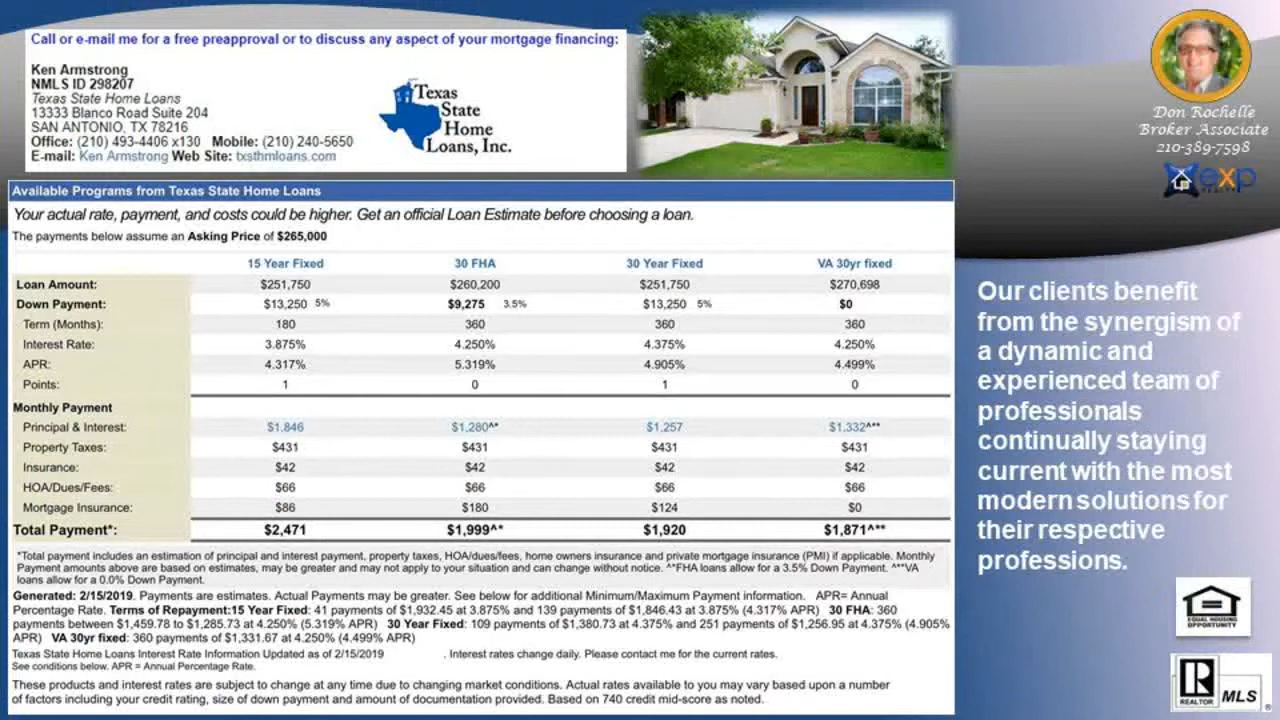 Call or e-mail me for a free preapproval or to discuss any aspect of your mortgage financing:
Ken Armstrong
NMLS ID 298207
Texas State Home Loans
13333 Blanco Road Suite 204
SAN ANTONIO, TX 78216
Office: (210) 493-4406 x130 Mobile: (210) 240-5650
E-mail: Ken Armstrong Web Site: txsthmloans.com
Texas
State
Home
Loans, Inc.
Don Rochelle
Broker Associate
210-389-7598
exp
REALTY
Available Programs from Texas State Home Loans
Your actual rate, payment, and costs could be higher. Get an official Loan Estimate before choosing a loan.
The payments below assume an Asking Price of $265,000
15 Year Fixed 30 FHA 30 Year Fixed VA 30yr fixed
Loan Amount: $251,750 $260,200 $251,750 $270,698
Down Payment: $13,250 5% $9,275 3.5% $13,250 5% $0
Term (Months): 180 360 360 360
Interest Rate: 3.875% 4.250% 4.375% 4.250%
APR: 4.317% 5.319% 4.905% 4.499%
Points: 1 0 1 0
Monthly Payment
Principal & Interest: $1,846 $1,280^* $1,257 $1,332^**
Property Taxes: $431 $431 $431 $431
Insurance: $42 $42 $42 $42
HOA/Dues/Fees: $66 $66 $66 $66
Mortgage Insurance: $86 $180 $124 $0
Total Payment*: $2,471 $1,999^* $1,920 $1,871^**
*Total payment includes an estimation of principal and interest payment, property taxes, HOA/dues/fees, home owners insurance and private mortgage insurance (PMI) if applicable. Monthly
Payment amounts above are based on estimates, may be greater and may not apply to your situation and can change without notice. ^*FHA loans allow for a 3.5% Down Payment. ^**VA
loans allow for a 0.0% Down Payment.
Generated: 2/15/2019. Payments are estimates. Actual Payments may be greater. See below for additional Minimum/Maximum Payment information. APR= Annual
Percentage Rate. Terms of Repayment:15 Year Fixed: 41 payments of $1,932.45 at 3.875% and 139 payments of $1,846.43 at 3.875% (4.317% APR) 30 FHA: 360
payments between $1,459.78 to $1,285.73 at 4.250% (5.319% APR) 30 Year Fixed: 109 payments of $1,380.73 at 4.375% and 251 payments of $1,256.95 at 4.375% (4.905%
APR) VA 30yr fixed: 360 payments of $1,331.67 at 4.250% (4.499% APR)
Texas State Home Loans Interest Rate Information Updated as of 2/15/2019 . Interest rates change daily. Please contact me for the current rates.
See conditions below. APR = Annual Percentage Rate.
These products and interest rates are subject to change at any time due to changing market conditions. Actual rates available to you may vary based upon a number
of factors including your credit rating, size of down payment and amount of documentation provided. Based on 740 credit mid-score as noted.
Our clients benefit
from the synergism of
a dynamic and
experienced team of
professionals
continually staying
current with the most
modern solutions for
their respective
professions.
EQUAL HOUSING
OPPORTUNITY
R
REALTOR
MLS
®